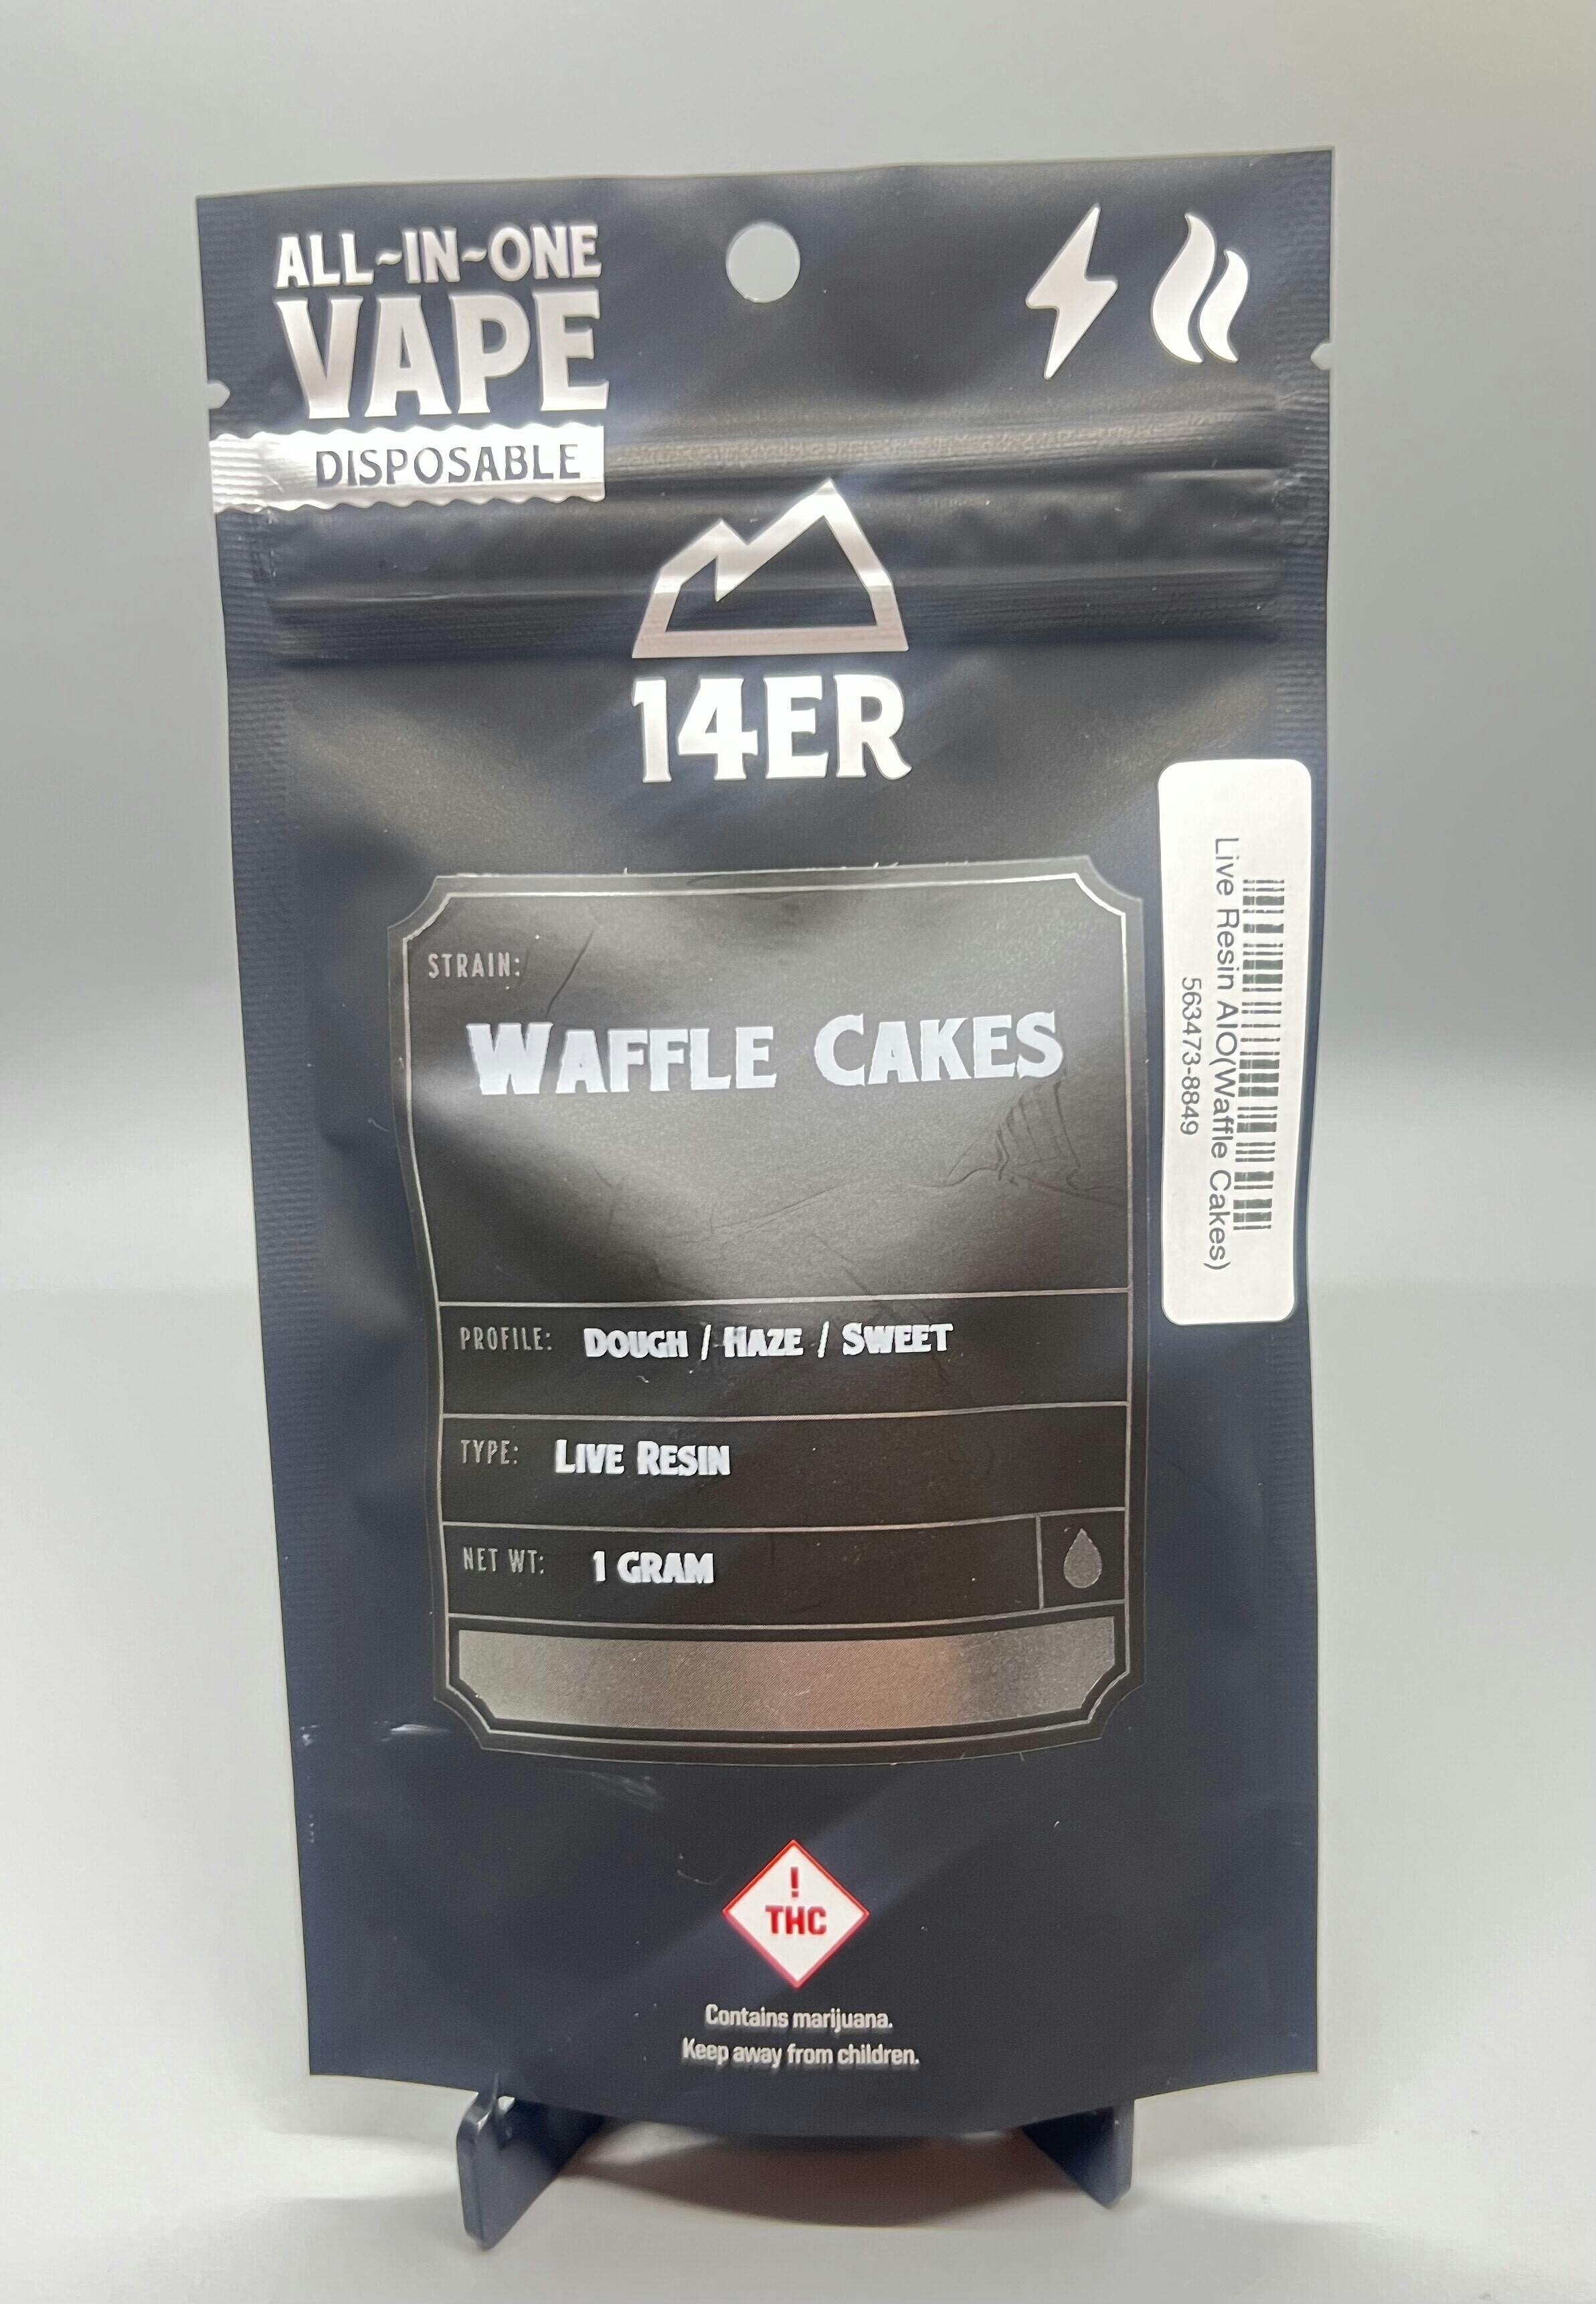 ALL~IN~ONE
VAPE
DISPOSABLE
14ER
STRAIN:
WAFFLE CAKES
PROFILE: DOUGH / HAZE / SWEET
TYPE: LIVE RESIN
NET WT: 1 GRAM
Live Resin AIO(Waffle Cakes)
563473-8849
!
THC
Contains marijuana.
Keep away from children.